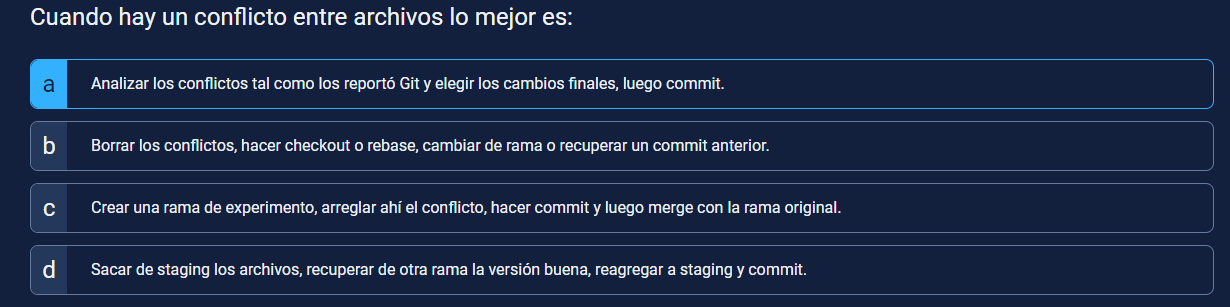 Cuando hay un conflicto entre archivos lo mejor es:
a Analizar los conflictos tal como los reportó Git y elegir los cambios finales, luego commit.
b Borrar los conflictos, hacer checkout o rebase, cambiar de rama o recuperar un commit anterior.
c Crear una rama de experimento, arreglar ahí el conflicto, hacer commit y luego merge con la rama original.
d Sacar de staging los archivos, recuperar de otra rama la versión buena, reagregar a staging y commit.